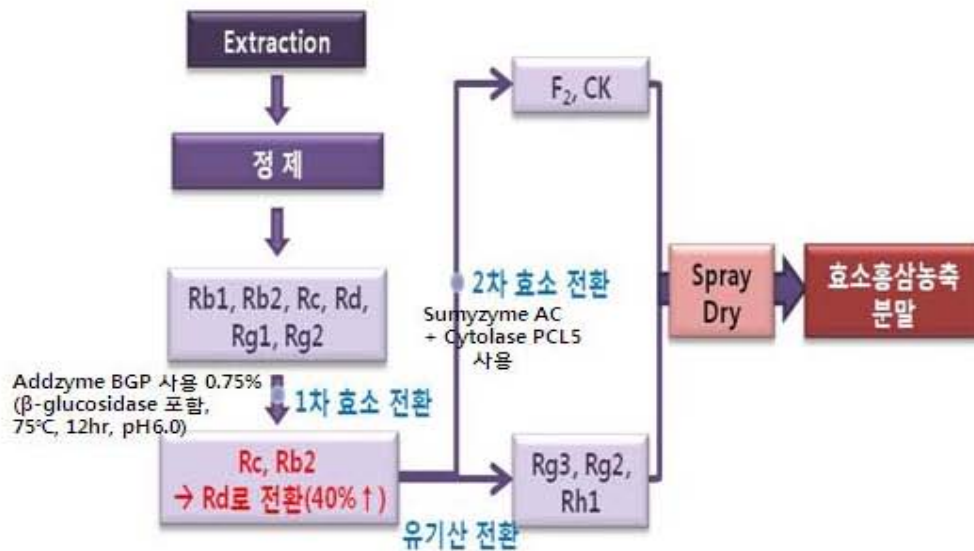 Extraction
정 제
Rb1, Rb2, Rc, Rd,
Rg1, Rg2
Addzyme BGP 사용 0.75%
(β-glucosidase 포함,
75℃, 12hr, pH6.0)
1차 효소 전환
Rc, Rb2
→ Rd로 전환(40%↑)
F₂, CK
2차 효소 전환
Sumyzyme AC
+ Cytolase PCL5
사용
유기산 전환
Rg3, Rg2,
Rh1
Spray
Dry
효소홍삼농축
분말